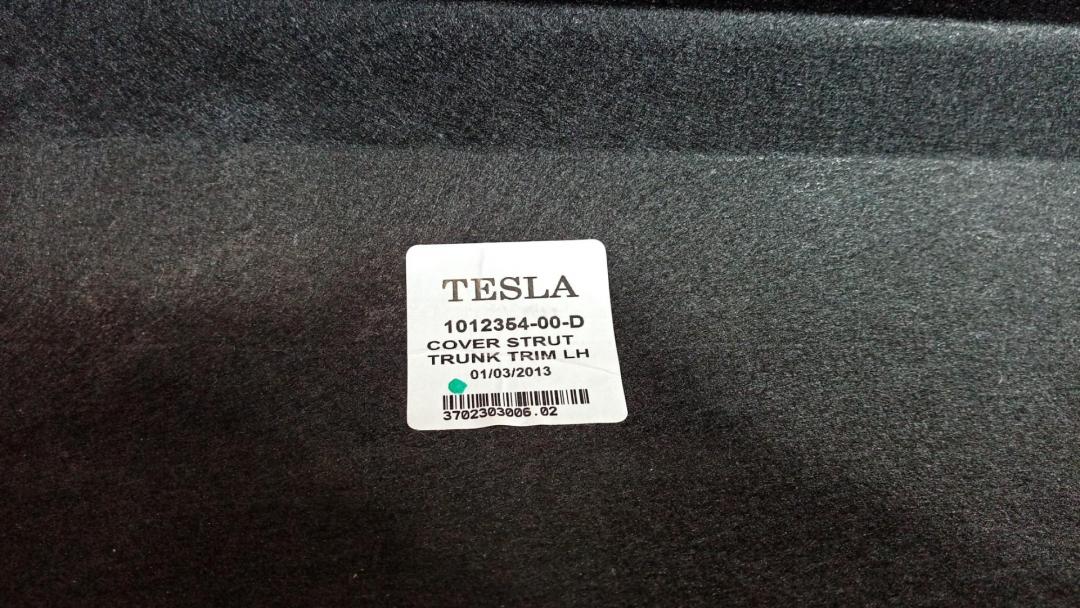 TESLA
1012354-00-D
COVER STRUT
TRUNK TRIM LH
01/03/2013
3702303006.02